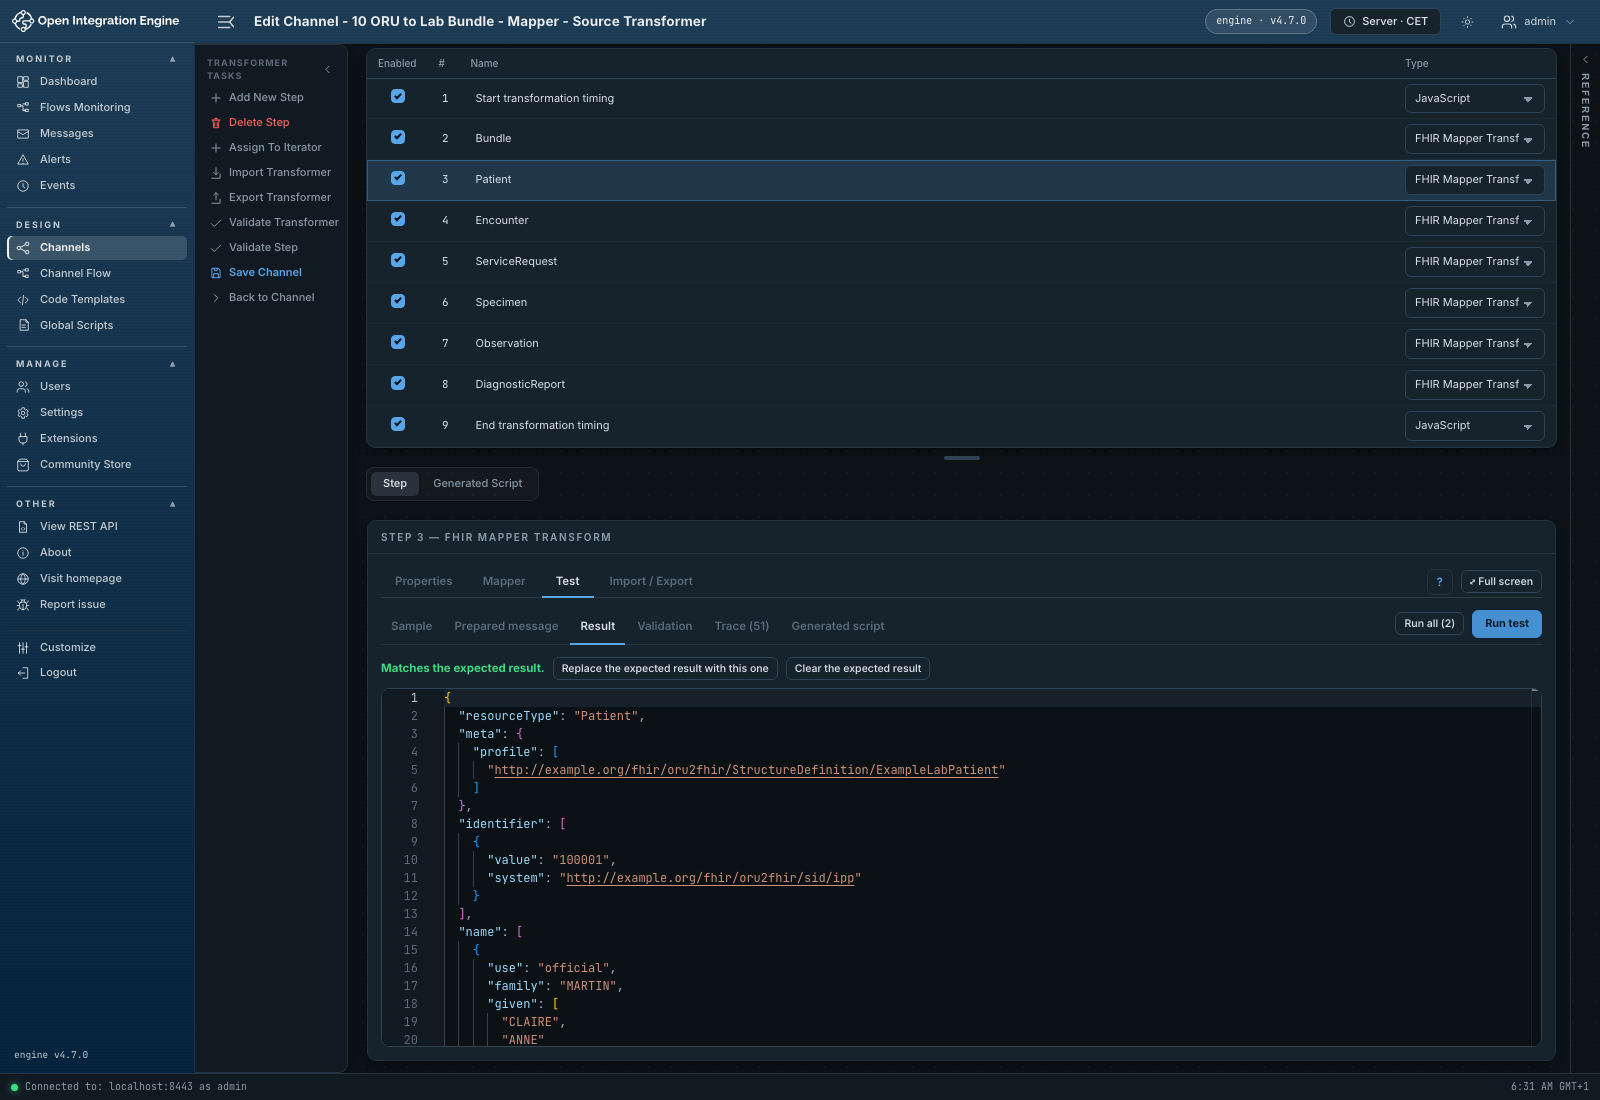 Open Integration Engine
Edit Channel - 10 ORU to Lab Bundle - Mapper - Source Transformer
engine · v4.7.0
Server · CET
admin
MONITOR
Dashboard
Flows Monitoring
Messages
Alerts
Events
DESIGN
Channels
Channel Flow
Code Templates
Global Scripts
MANAGE
Users
Settings
Extensions
Community Store
OTHER
View REST API
About
Visit homepage
Report issue
Customize
Logout
engine v4.7.0
TRANSFORMER
TASKS
Add New Step
Delete Step
Assign To Iterator
Import Transformer
Export Transformer
Validate Transformer
Validate Step
Save Channel
Back to Channel
Enabled # Name Type
1 Start transformation timing JavaScript
2 Bundle FHIR Mapper Transf
3 Patient FHIR Mapper Transf
4 Encounter FHIR Mapper Transf
5 ServiceRequest FHIR Mapper Transf
6 Specimen FHIR Mapper Transf
7 Observation FHIR Mapper Transf
8 DiagnosticReport FHIR Mapper Transf
9 End transformation timing JavaScript
REFERENCE
Step Generated Script
STEP 3 — FHIR MAPPER TRANSFORM
Properties Mapper Test Import / Export ? Full screen
Sample Prepared message Result Validation Trace (51) Generated script Run all (2) Run test
Matches the expected result. Replace the expected result with this one Clear the expected result
1 {
2 "resourceType": "Patient",
3 "meta": {
4 "profile": [
5 "http://example.org/fhir/oru2fhir/StructureDefinition/ExampleLabPatient"
6 ]
7 },
8 "identifier": [
9 {
10 "value": "100001",
11 "system": "http://example.org/fhir/oru2fhir/sid/ipp"
12 }
13 ],
14 "name": [
15 {
16 "use": "official",
17 "family": "MARTIN",
18 "given": [
19 "CLAIRE",
20 "ANNE"
Connected to: localhost:8443 as admin
6:31 AM GMT+1